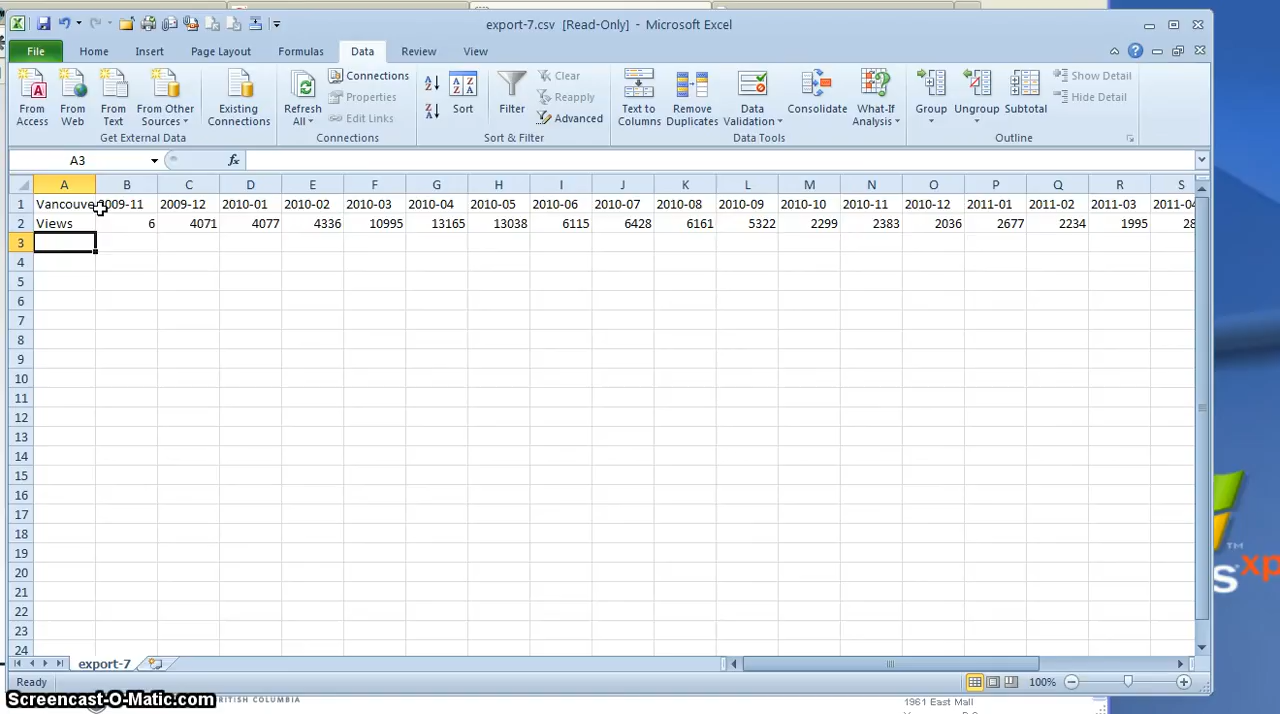 export-7.csv [Read-Only] - Microsoft Excel
File Home Insert Page Layout Formulas Data Review View
From Access
From Web
From Text
From Other Sources
Existing Connections
Get External Data
Refresh All
Connections
Properties
Edit Links
Connections
Sort
Filter
Clear
Reapply
Advanced
Sort & Filter
Text to Columns
Remove Duplicates
Data Validation
Consolidate
What-If Analysis
Data Tools
Group
Ungroup
Subtotal
Show Detail
Hide Detail
Outline
A3 fx
A B C D E F G H I J K L M N O P Q R S
1 Vancouve 2009-11 2009-12 2010-01 2010-02 2010-03 2010-04 2010-05 2010-06 2010-07 2010-08 2010-09 2010-10 2010-11 2010-12 2011-01 2011-02 2011-03 2011-04
2 Views 6 4071 4077 4336 10995 13165 13038 6115 6428 6161 5322 2299 2383 2036 2677 2234 1995 28
3
4
5
6
7
8
9
10
11
12
13
14
15
16
17
18
19
20
21
22
23
24
export-7
Ready 100%
Screencast-O-Matic.com
BRITISH COLUMBIA
1961 East Mall
xp
TM